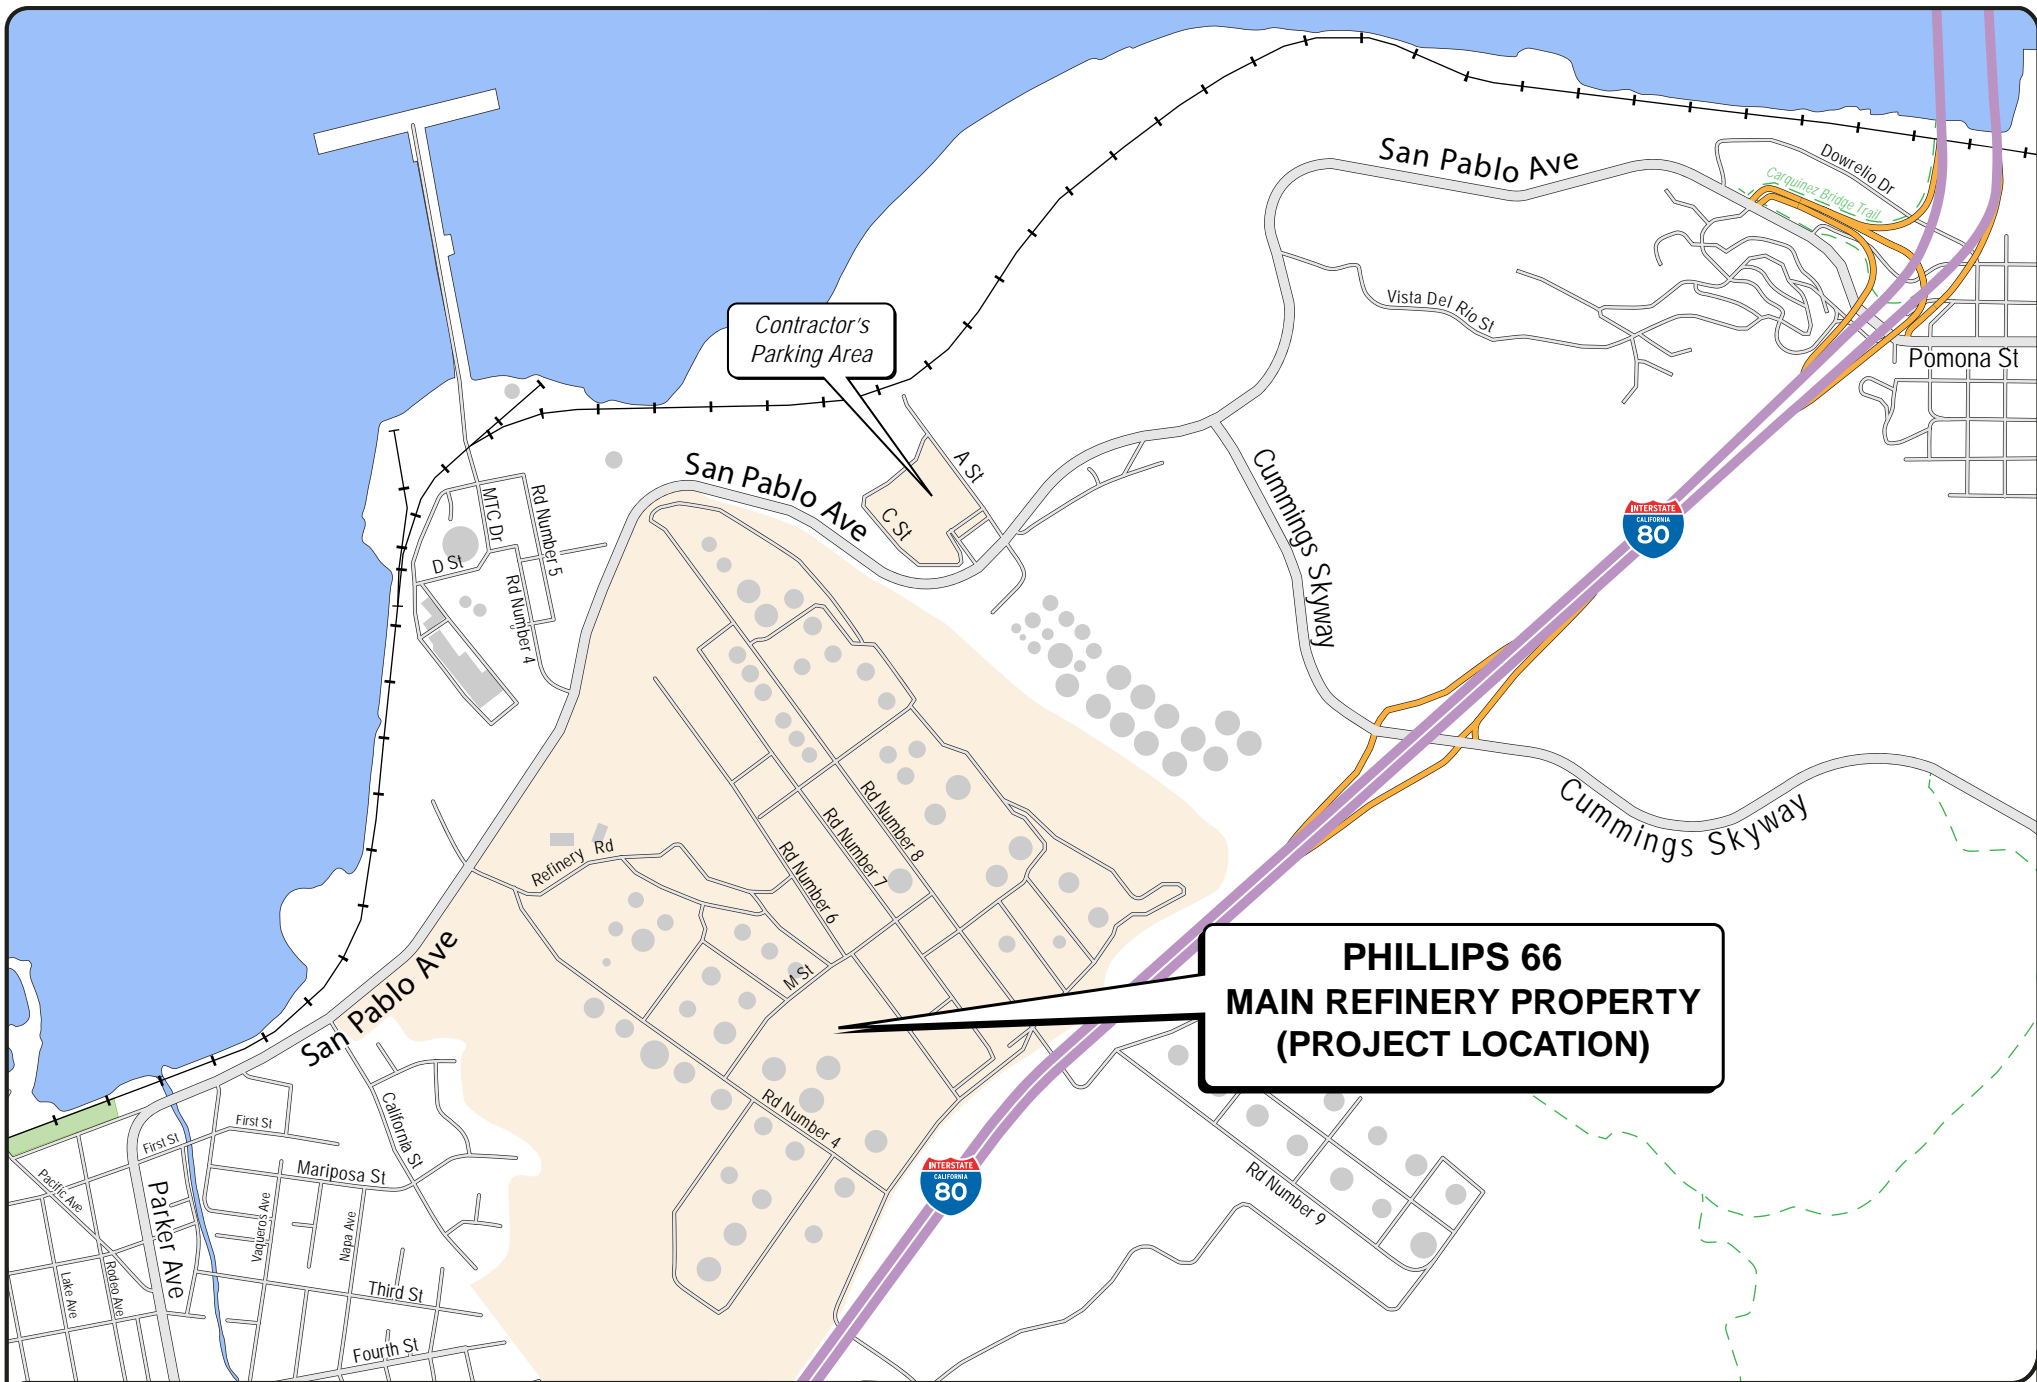 San Pablo Ave
Dowrelio Dr
Carquinez Bridge Trail
Vista Del Rio St
Pomona St
Contractor's
Parking Area
A St
C St
San Pablo Ave
Cummings Skyway
INTERSTATE
CALIFORNIA
80
MTC Dr
Rd Number 5
D St
Rd Number 4
Cummings Skyway
Rd Number 8
Rd Number 7
Rd Number 6
Refinery Rd
M St
San Pablo Ave
PHILLIPS 66
MAIN REFINERY PROPERTY
(PROJECT LOCATION)
Rd Number 4
California St
First St
First St
Mariposa St
Pacific Ave
Parker Ave
Vaqueros Ave
Napa Ave
INTERSTATE
CALIFORNIA
80
Rd Number 9
Lake Ave
Rodeo Ave
Third St
Fourth St